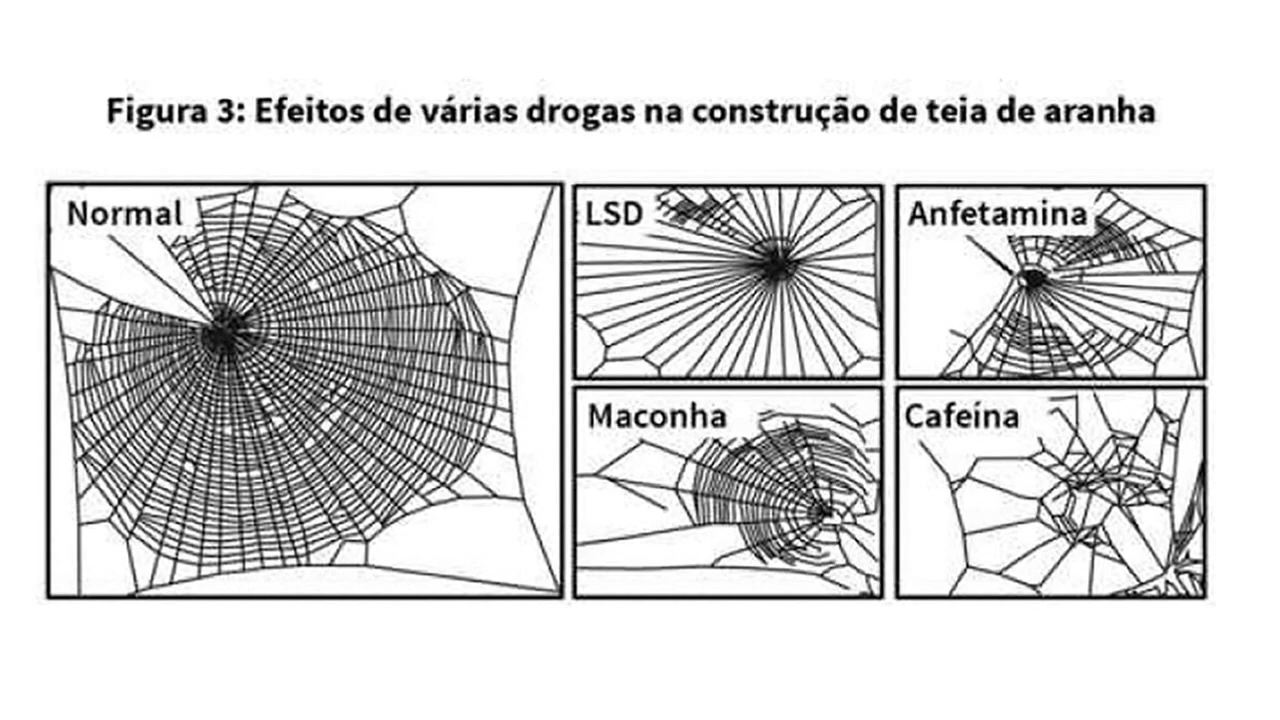 Figura 3: Efeitos de várias drogas na construção de teia de aranha
Normal
LSD
Anfetamina
Maconha
Cafeína